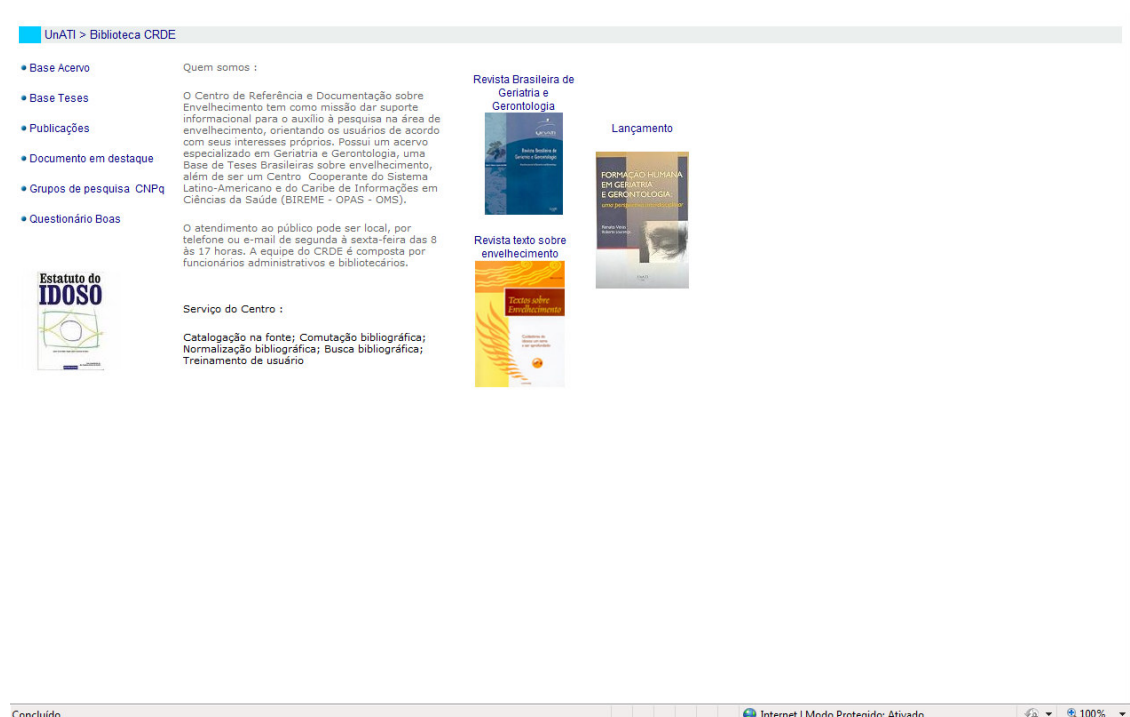 UnATI > Biblioteca CRDE
Base Acervo
Base Teses
Publicações
Documento em destaque
Grupos de pesquisa CNPq
Questionário Boas
Estatuto do
IDOSO
Quem somos :
O Centro de Referência e Documentação sobre
Envelhecimento tem como missão dar suporte
informacional para o auxílio à pesquisa na área de
envelhecimento, orientando os usuários de acordo
com seus interesses próprios. Possui um acervo
especializado em Geriatria e Gerontologia, uma
Base de Teses Brasileiras sobre envelhecimento,
além de ser um Centro Cooperante do Sistema
Latino-Americano e do Caribe de Informações em
Ciências da Saúde (BIREME - OPAS - OMS).
O atendimento ao público pode ser local, por
telefone ou e-mail de segunda à sexta-feira das 8
às 17 horas. A equipe do CRDE é composta por
funcionários administrativos e bibliotecários.
Serviço do Centro :
Catalogação na fonte; Comutação bibliográfica;
Normalização bibliográfica; Busca bibliográfica;
Treinamento de usuário
Revista Brasileira de
Geriatria e
Gerontologia
UnATI
Revista Brasileira de
Geriatria e Gerontologia
Revista texto sobre
envelhecimento
Textos sobre
Envelhecimento
Lançamento
FORMAÇÃO HUMANA
EM GERIATRIA
E GERONTOLOGIA:
uma perspectiva interdisciplinar
Renato Veras
Concluído
Internet | Modo Protegido: Ativado
100%